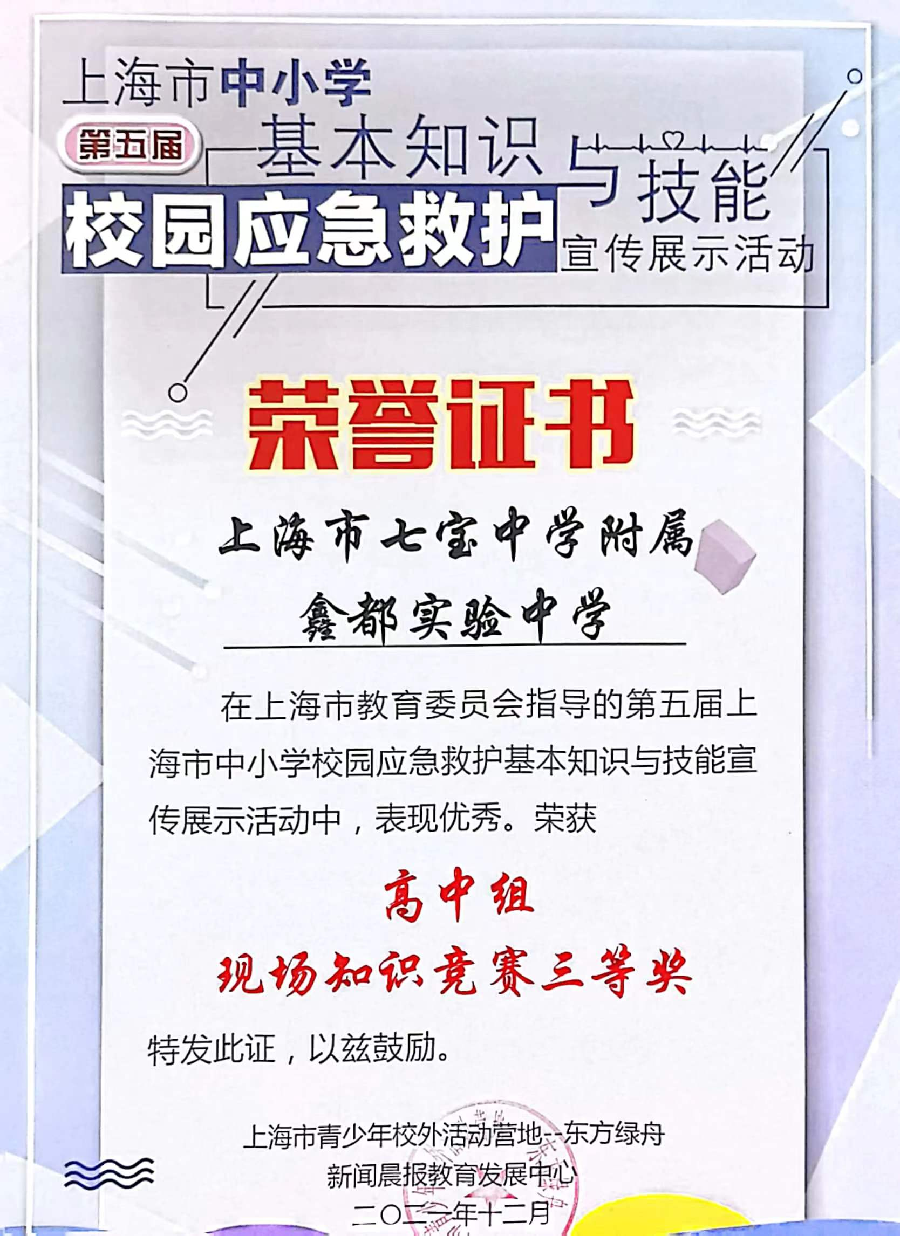 上海市中小学
第五届
基本知识
与技能
校园应急救护
宣传展示活动
荣誉证书
上海市七宝中学附属
鑫都实验中学
在上海市教育委员会指导的第五届上
海市中小学校园应急救护基本知识与技能宣
传展示活动中，表现优秀。荣获
高中组
现场知识竞赛三等奖
特发此证，以兹鼓励。
上海市青少年校外活动营地--东方绿舟
新闻晨报教育发展中心
二〇二一年十二月